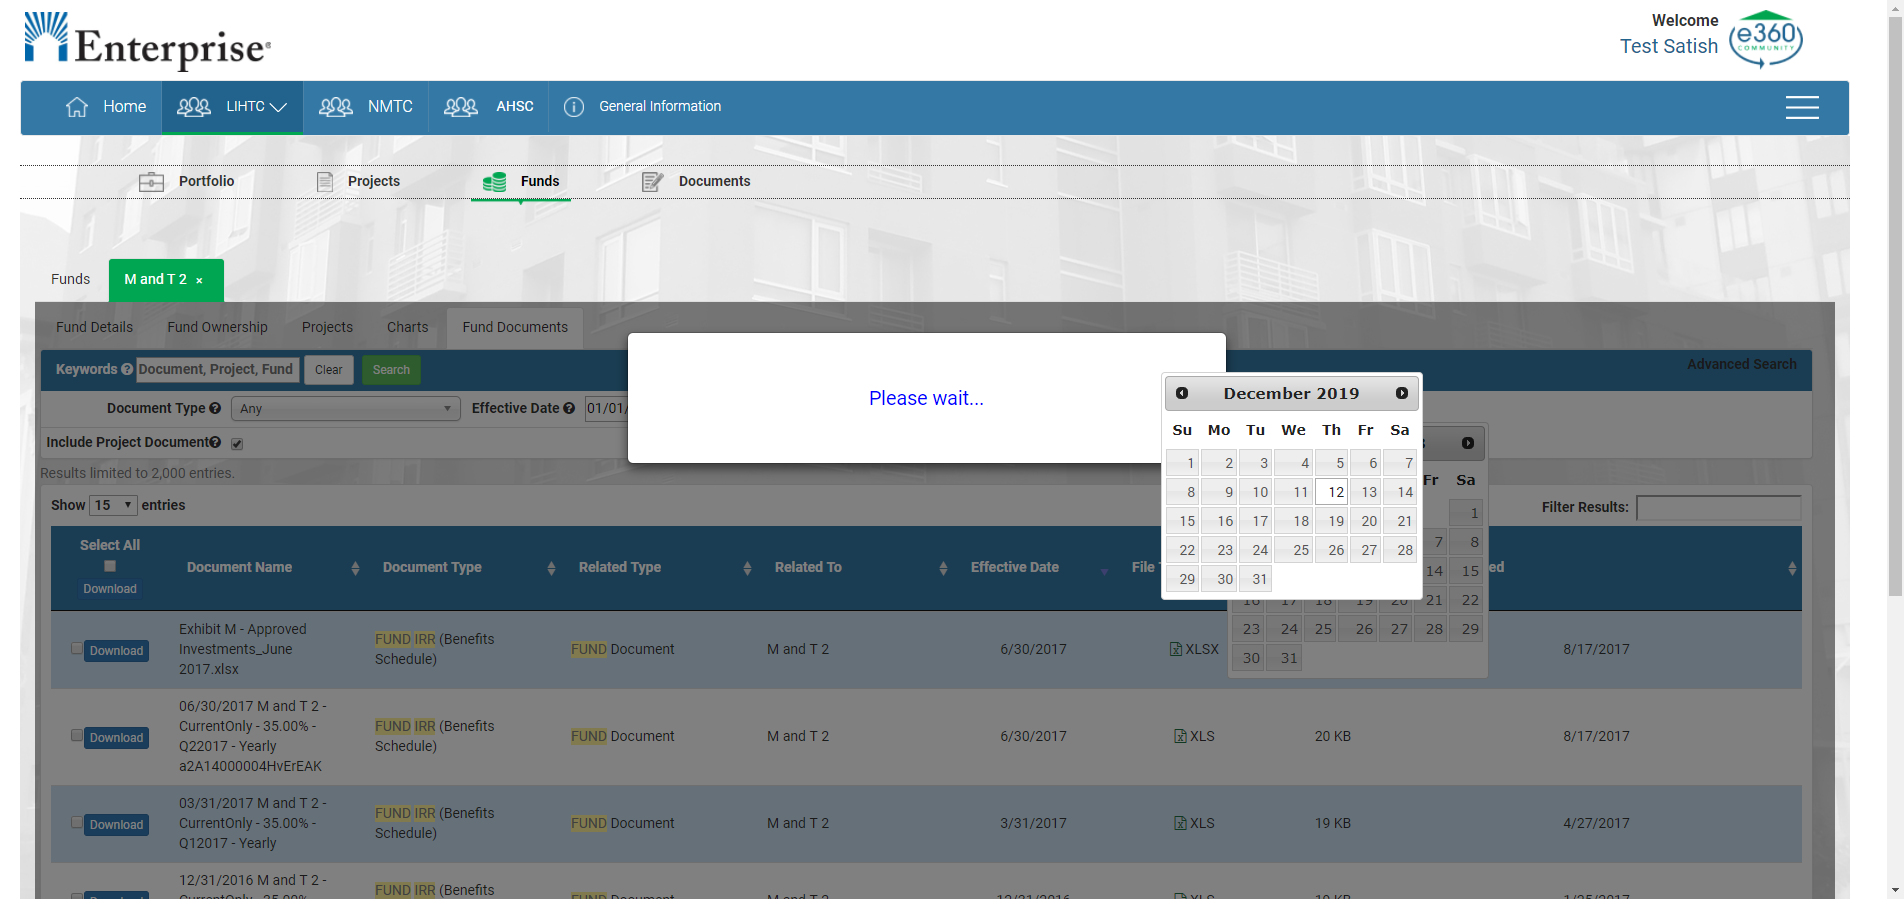 Enterprise
Welcome
Test Satish
e360
COMMUNITY
Home
LIHTC
NMTC
AHSC
General Information
Portfolio
Projects
Funds
Documents
Funds
M and T 2 ×
Fund Details
Fund Ownership
Projects
Charts
Fund Documents
Keywords
Document, Project, Fund
Clear
Search
Advanced Search
Please wait...
Document Type
Any
Effective Date
01/01/
Include Project Document
Results limited to 2,000 entries.
Show 15 entries
Filter Results:
December 2019
Su Mo Tu We Th Fr Sa
1 2 3 4 5 6 7
8 9 10 11 12 13 14
15 16 17 18 19 20 21
22 23 24 25 26 27 28
29 30 31
Fr Sa
1
7 8
14 15
16 17 18 19 20 21 22
23 24 25 26 27 28 29
30 31
Select All
Download
Document Name
Document Type
Related Type
Related To
Effective Date
File
ed
Download
Exhibit M - Approved
Investments_June
2017.xlsx
FUND IRR (Benefits
Schedule)
FUND Document
M and T 2
6/30/2017
XLSX
8/17/2017
Download
06/30/2017 M and T 2 -
CurrentOnly - 35.00% -
Q22017 - Yearly
a2A14000004HvErEAK
FUND IRR (Benefits
Schedule)
FUND Document
M and T 2
6/30/2017
XLS
20 KB
8/17/2017
Download
03/31/2017 M and T 2 -
CurrentOnly - 35.00% -
Q12017 - Yearly
FUND IRR (Benefits
Schedule)
FUND Document
M and T 2
3/31/2017
XLS
19 KB
4/27/2017
12/31/2016 M and T 2 -
CurrentOnly - 35.00% -
FUND IRR (Benefits
FUND Document
M and T 2
12/31/2016
XLS
19 KB
1/25/2017